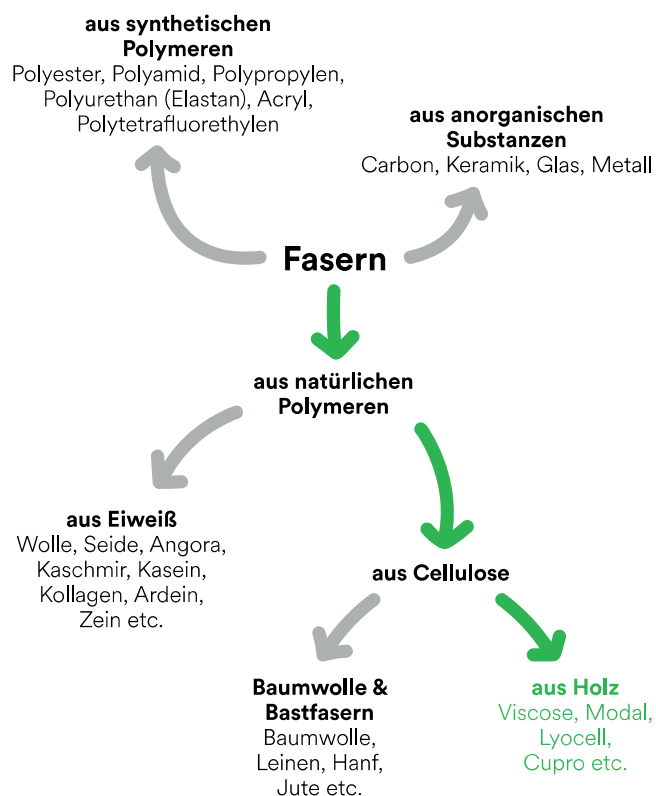 aus synthetischen
Polymeren
Polyester, Polyamid, Polypropylen,
Polyurethan (Elastan), Acryl,
Polytetrafluorethylen
aus anorganischen
Substanzen
Carbon, Keramik, Glas, Metall
Fasern
aus natürlichen
Polymeren
aus Eiweiß
Wolle, Seide, Angora,
Kaschmir, Kasein,
Kollagen, Ardein,
Zein etc.
aus Cellulose
Baumwolle &
Bastfasern
Baumwolle,
Leinen, Hanf,
Jute etc.
aus Holz
Viscose, Modal,
Lyocell,
Cupro etc.